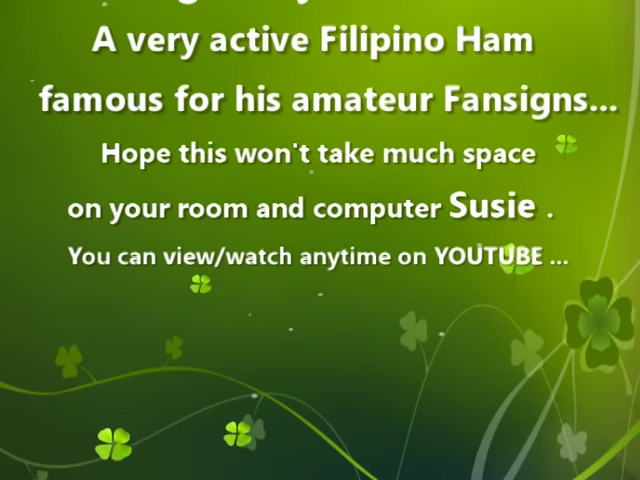 A very active Filipino Ham
famous for his amateur Fansigns...
Hope this won't take much space
on your room and computer Susie .
You can view/watch anytime on YOUTUBE ...